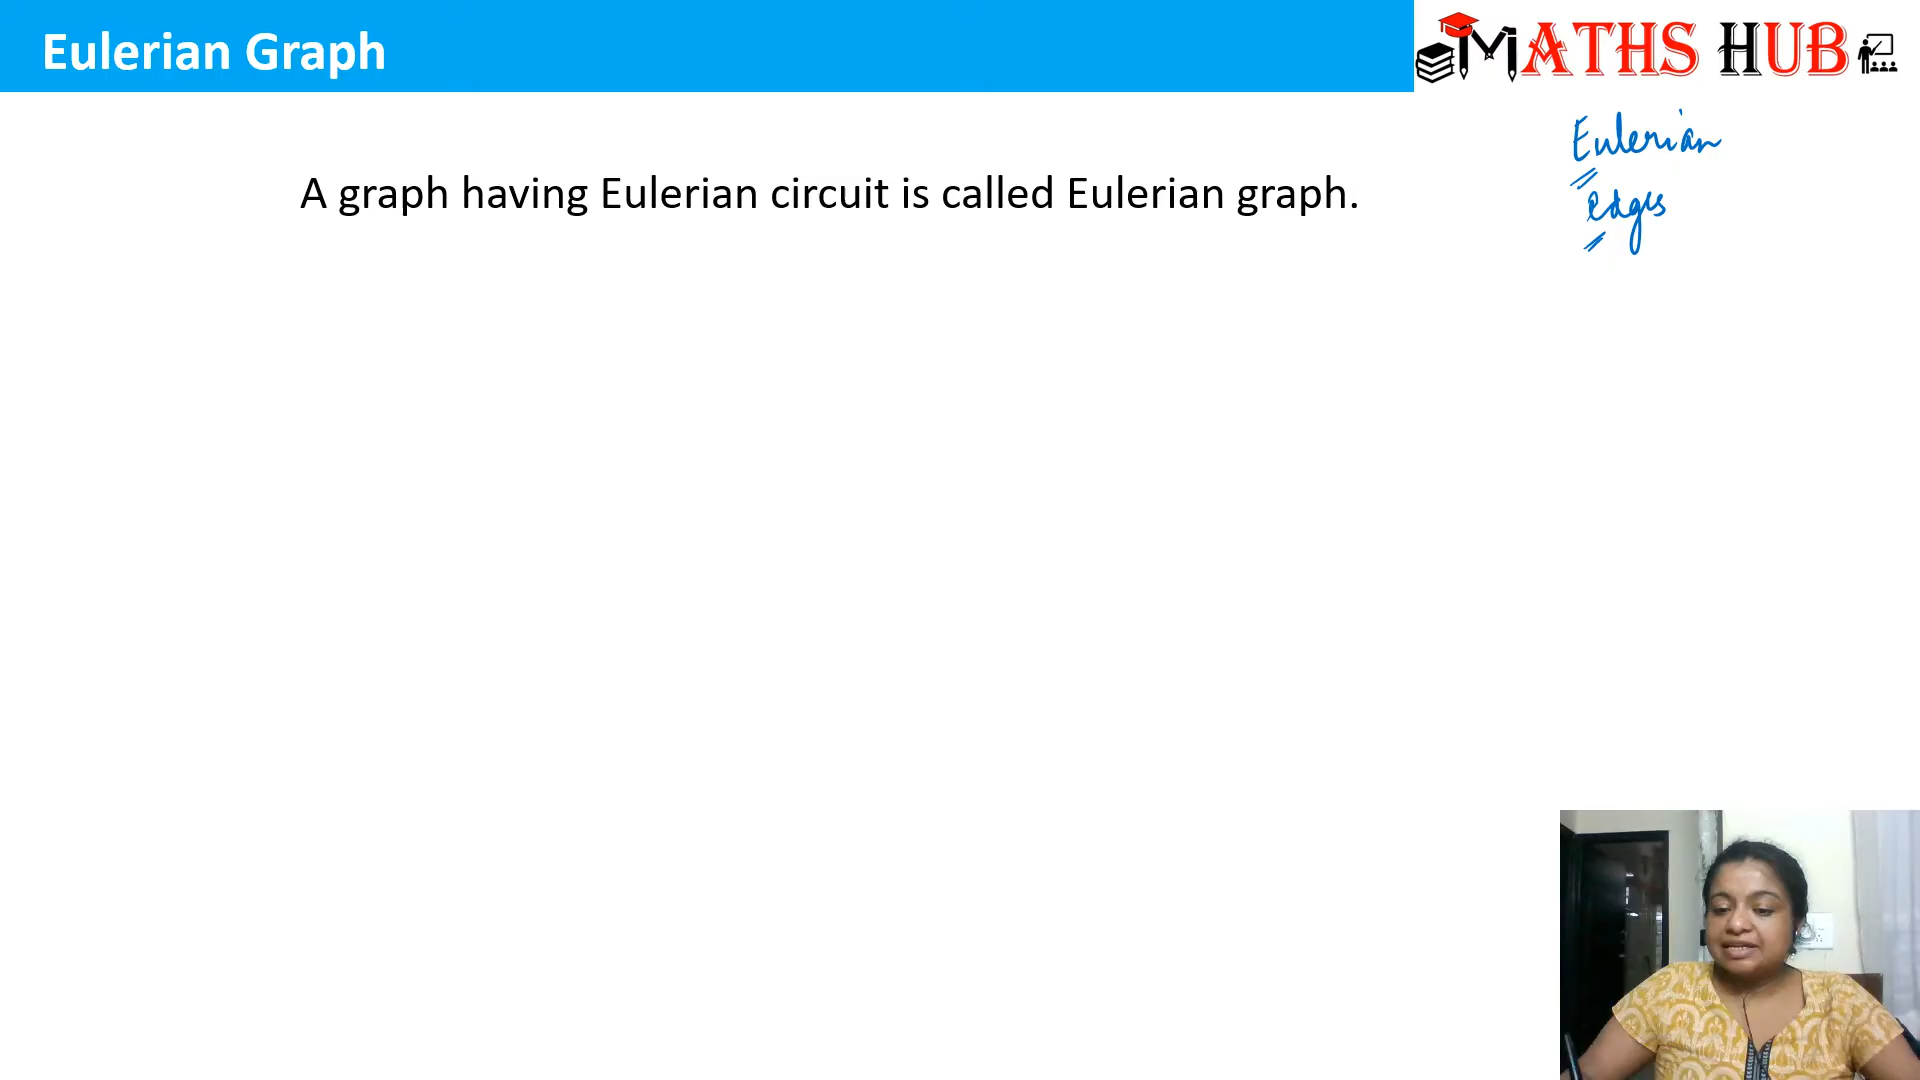 Eulerian Graph
MATHS HUB
Eulerian
A graph having Eulerian circuit is called Eulerian graph.
edges